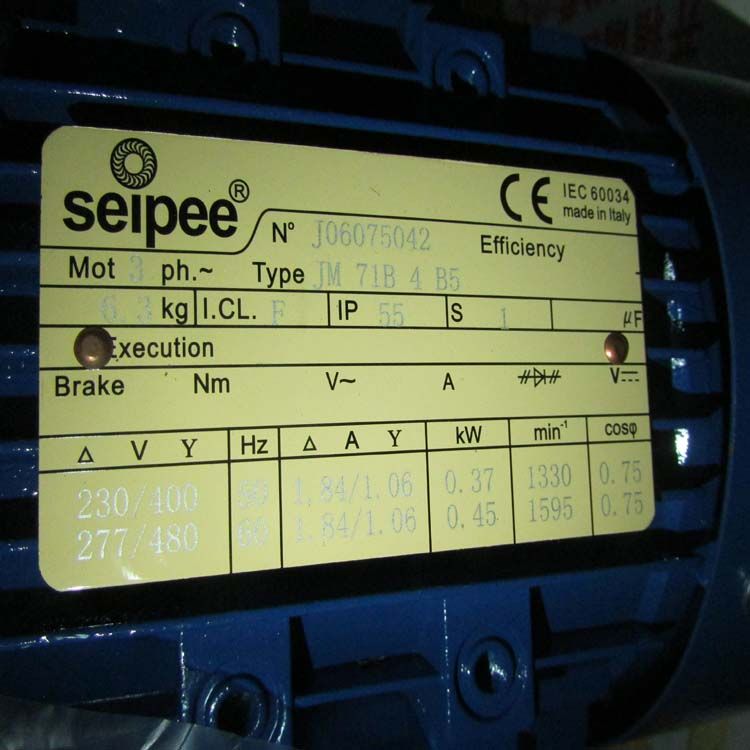 seipee®
CE IEC 60034
made in Italy
N° J06075042 Efficiency
Mot 3 ph.~ Type JM 71B 4 B5
6.3 kg I.CL. F IP 55 S 1 µF
Execution
Brake Nm V~ A V
Δ V Y Hz Δ A Y kW min⁻¹ cosφ
230/400 50 1.84/1.06 0.37 1330 0.75
277/480 60 1.84/1.06 0.45 1595 0.75